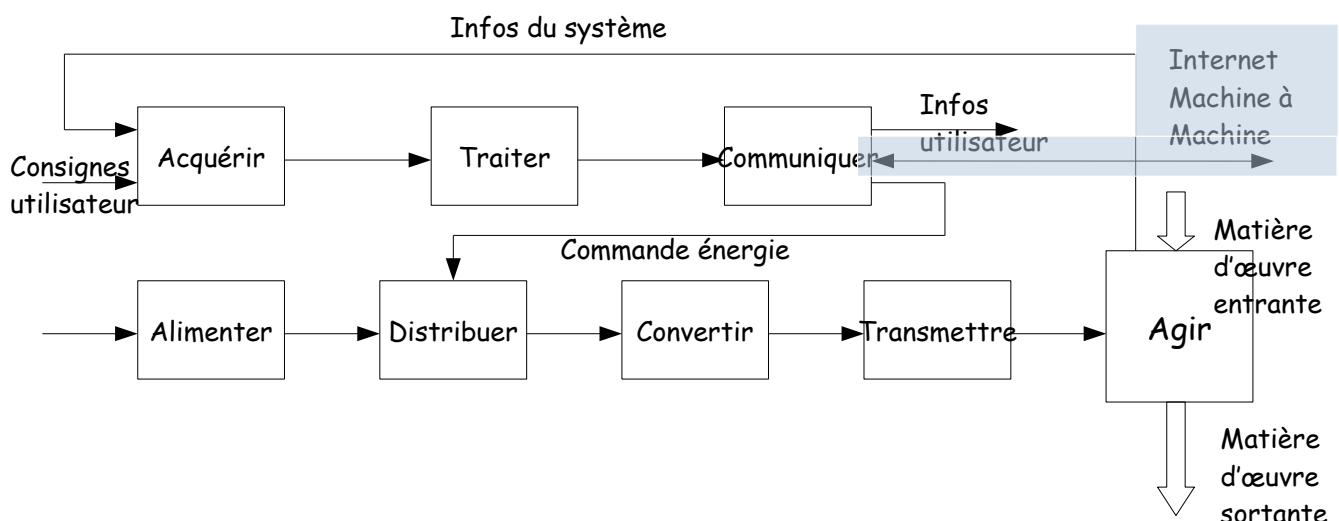 Infos du système
Internet
Machine à
Machine
Infos
utilisateur
Acquérir
Traiter
Communiquer
Consignes
utilisateur
Commande énergie
Matière
d'œuvre
entrante
Alimenter
Distribuer
Convertir
Transmettre
Agir
Matière
d'œuvre
sortante